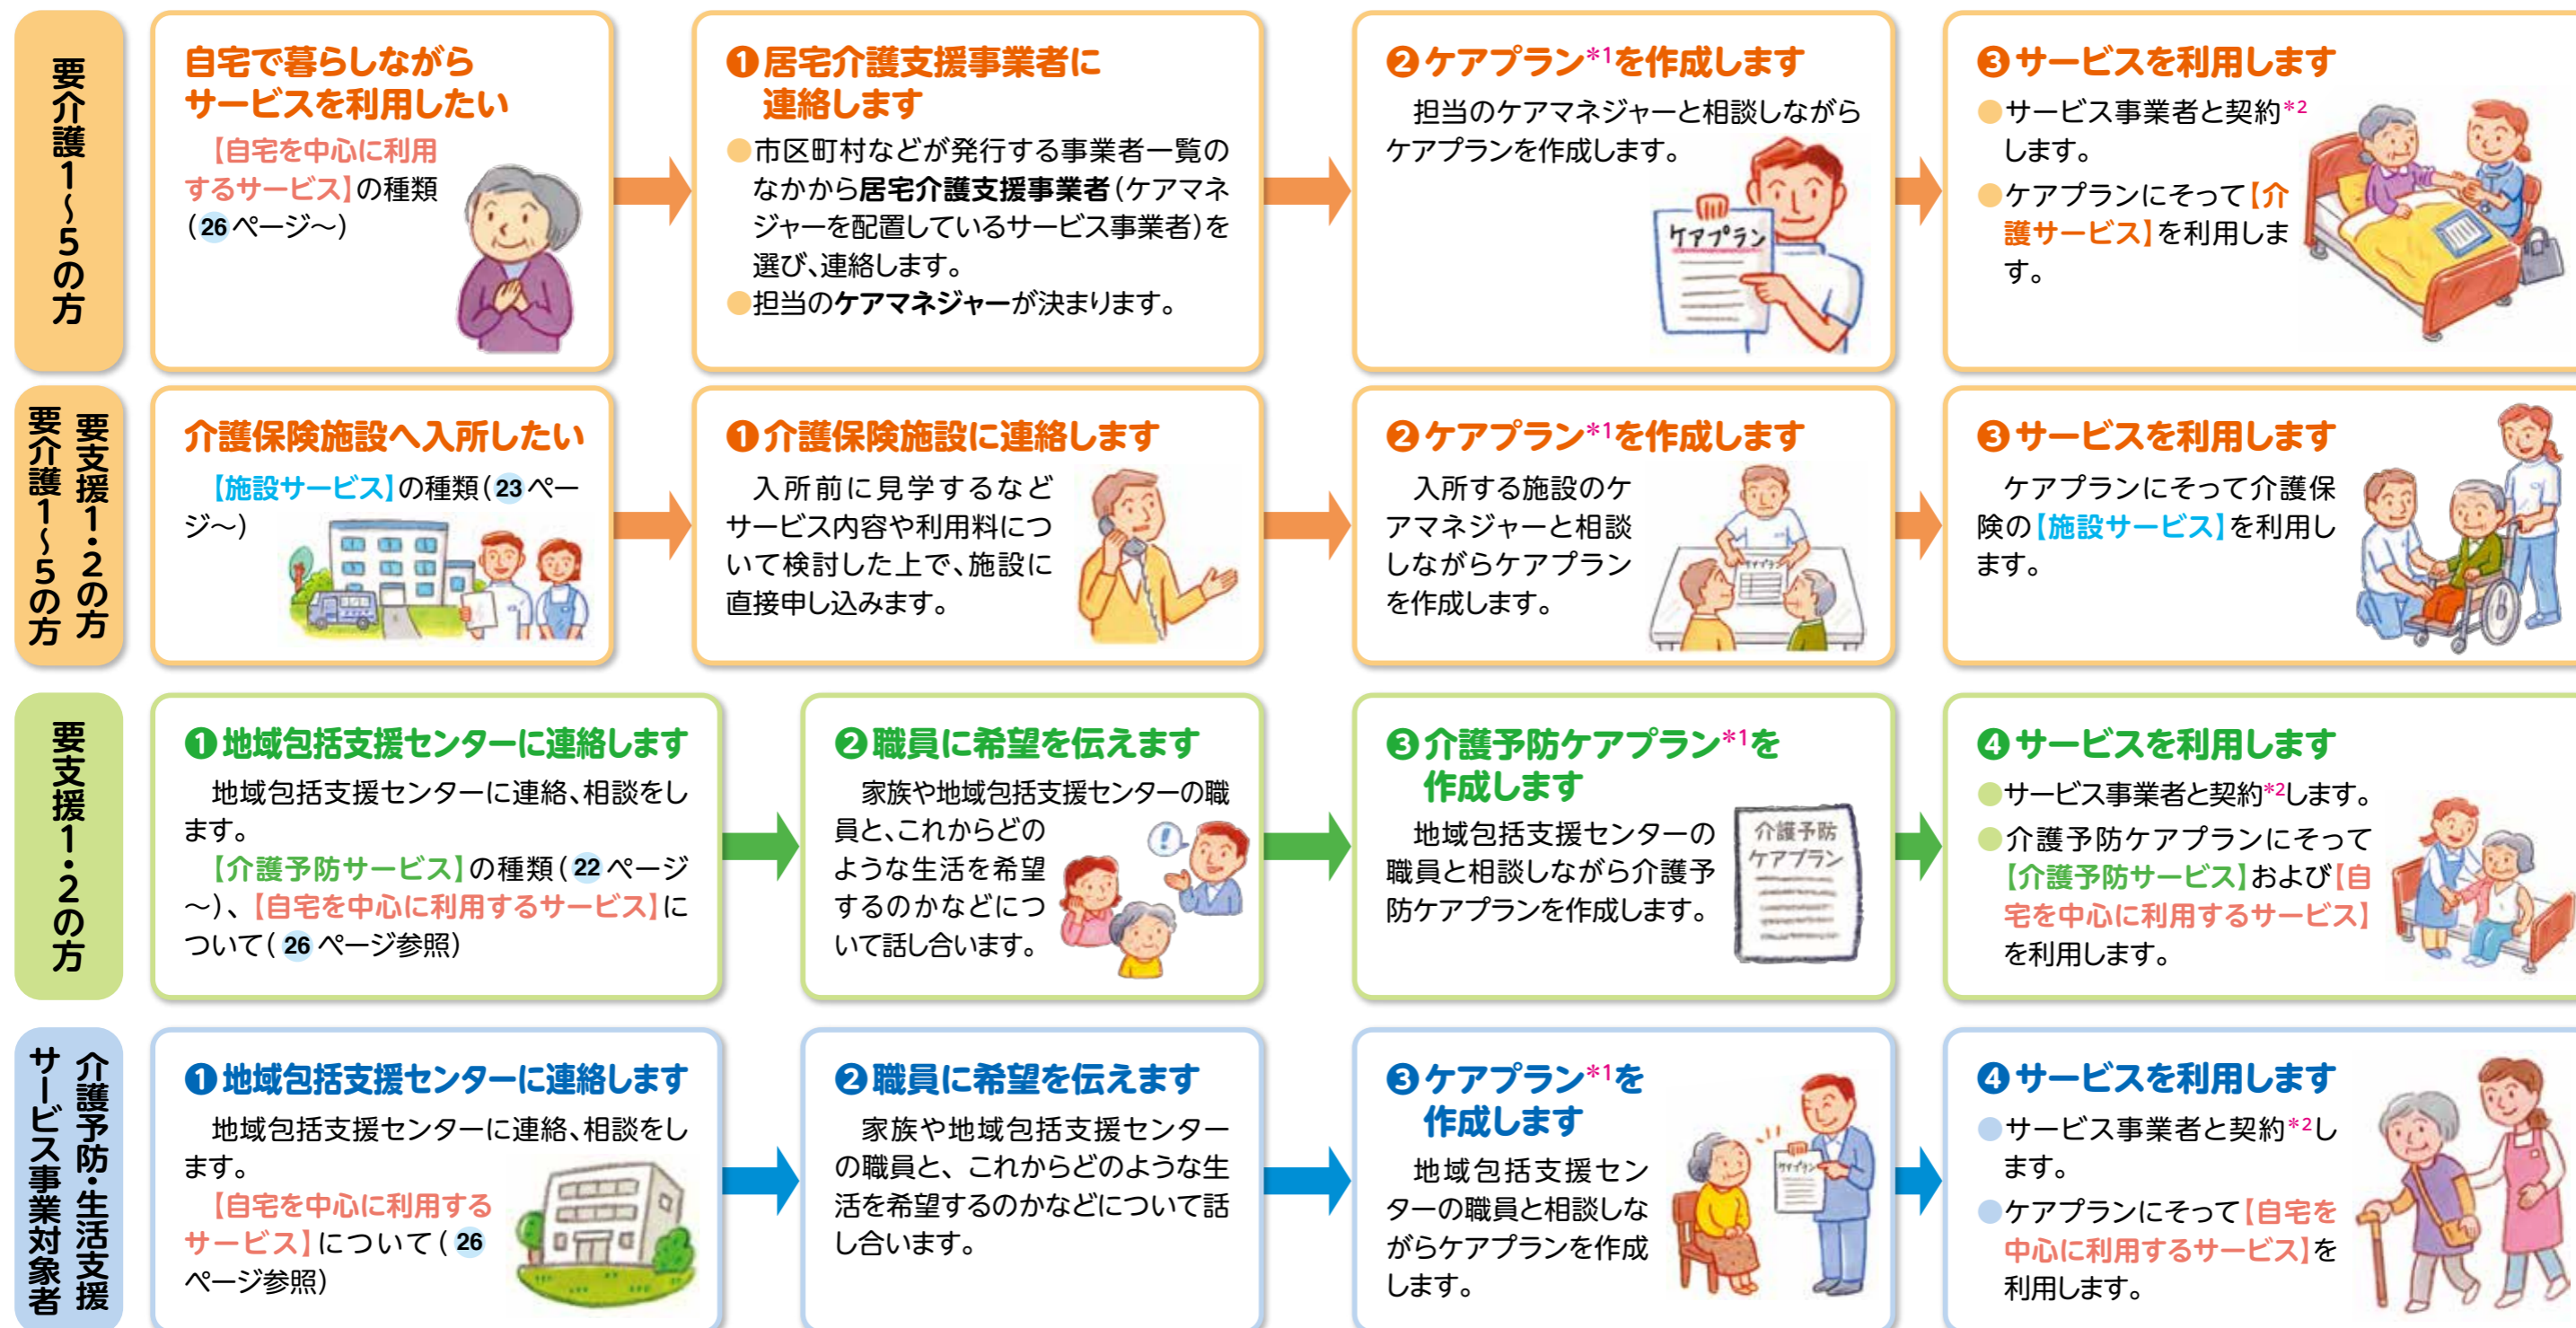 要介護1～5の方
自宅で暮らしながら
サービスを利用したい
【自宅を中心に利用
するサービス】の種類
(26ページ～)
❶居宅介護支援事業者に
連絡します
●市区町村などが発行する事業者一覧の
なかから居宅介護支援事業者(ケアマネ
ジャーを配置しているサービス事業者)を
選び、連絡します。
●担当のケアマネジャーが決まります。
❷ケアプラン*1を作成します
担当のケアマネジャーと相談しながら
ケアプランを作成します。
ケアプラン
❸サービスを利用します
●サービス事業者と契約*2
します。
●ケアプランにそって【介
護サービス】を利用しま
す。
要支援1・2の方
要介護1～5の方
介護保険施設へ入所したい
【施設サービス】の種類(23ペー
ジ～)
❶介護保険施設に連絡します
入所前に見学するなど
サービス内容や利用料につ
いて検討した上で、施設に
直接申し込みます。
❷ケアプラン*1を作成します
入所する施設のケ
アマネジャーと相談
しながらケアプラン
を作成します。
ケアプラン
❸サービスを利用します
ケアプランにそって介護保
険の【施設サービス】を利用し
ます。
要支援1・2の方
❶地域包括支援センターに連絡します
地域包括支援センターに連絡、相談をし
ます。
【介護予防サービス】の種類(22ページ
～)、【自宅を中心に利用するサービス】に
ついて(26ページ参照)
❷職員に希望を伝えます
家族や地域包括支援センターの職
員と、これからどの
ような生活を希望
するのかなどにつ
いて話し合います。
!
❸介護予防ケアプラン*1を
作成します
地域包括支援センターの
職員と相談しながら介護予
防ケアプランを作成します。
介護予防
ケアプラン
❹サービスを利用します
●サービス事業者と契約*2します。
●介護予防ケアプランにそって
【介護予防サービス】および【自
宅を中心に利用するサービス】
を利用します。
介護予防・生活支援
サービス事業対象者
❶地域包括支援センターに連絡します
地域包括支援センターに連絡、相談をし
ます。
【自宅を中心に利用する
サービス】について(26
ページ参照)
❷職員に希望を伝えます
家族や地域包括支援センター
の職員と、これからどのような生
活を希望するのかなどについて話
し合います。
❸ケアプラン*1を
作成します
地域包括支援セン
ターの職員と相談しな
がらケアプランを作成
します。
ケアプラン
❹サービスを利用します
●サービス事業者と契約*2し
ます。
●ケアプランにそって【自宅を
中心に利用するサービス】を
利用します。